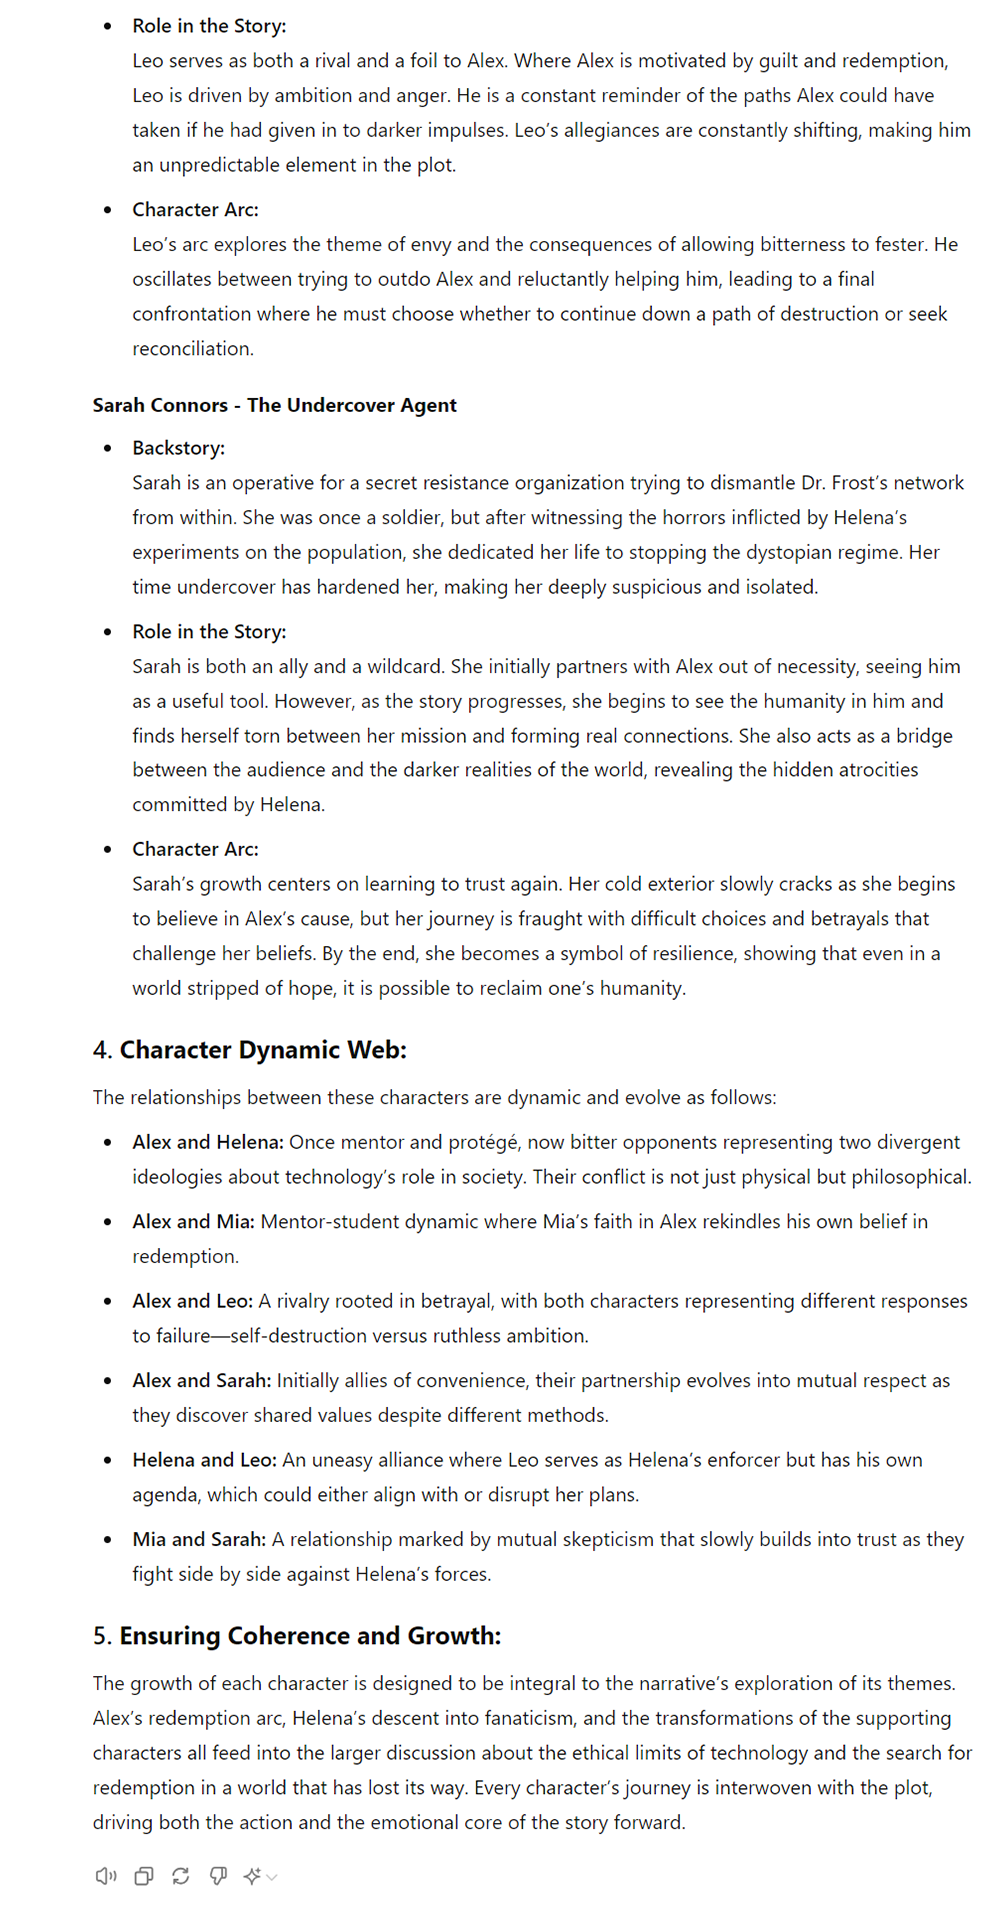 Role in the Story:
Leo serves as both a rival and a foil to Alex. Where Alex is motivated by guilt and redemption,
Leo is driven by ambition and anger. He is a constant reminder of the paths Alex could have
taken if he had given in to darker impulses. Leo’s allegiances are constantly shifting, making him
an unpredictable element in the plot.
Character Arc:
Leo’s arc explores the theme of envy and the consequences of allowing bitterness to fester. He
oscillates between trying to outdo Alex and reluctantly helping him, leading to a final
confrontation where he must choose whether to continue down a path of destruction or seek
reconciliation.
Sarah Connors - The Undercover Agent
Backstory:
Sarah is an operative for a secret resistance organization trying to dismantle Dr. Frost’s network
from within. She was once a soldier, but after witnessing the horrors inflicted by Helena’s
experiments on the population, she dedicated her life to stopping the dystopian regime. Her
time undercover has hardened her, making her deeply suspicious and isolated.
Role in the Story:
Sarah is both an ally and a wildcard. She initially partners with Alex out of necessity, seeing him
as a useful tool. However, as the story progresses, she begins to see the humanity in him and
finds herself torn between her mission and forming real connections. She also acts as a bridge
between the audience and the darker realities of the world, revealing the hidden atrocities
committed by Helena.
Character Arc:
Sarah’s growth centers on learning to trust again. Her cold exterior slowly cracks as she begins
to believe in Alex’s cause, but her journey is fraught with difficult choices and betrayals that
challenge her beliefs. By the end, she becomes a symbol of resilience, showing that even in a
world stripped of hope, it is possible to reclaim one’s humanity.
4. Character Dynamic Web:
The relationships between these characters are dynamic and evolve as follows:
Alex and Helena: Once mentor and protégé, now bitter opponents representing two divergent
ideologies about technology’s role in society. Their conflict is not just physical but philosophical.
Alex and Mia: Mentor-student dynamic where Mia’s faith in Alex rekindles his own belief in
redemption.
Alex and Leo: A rivalry rooted in betrayal, with both characters representing different responses
to failure—self-destruction versus ruthless ambition.
Alex and Sarah: Initially allies of convenience, their partnership evolves into mutual respect as
they discover shared values despite different methods.
Helena and Leo: An uneasy alliance where Leo serves as Helena’s enforcer but has his own
agenda, which could either align with or disrupt her plans.
Mia and Sarah: A relationship marked by mutual skepticism that slowly builds into trust as they
fight side by side against Helena’s forces.
5. Ensuring Coherence and Growth:
The growth of each character is designed to be integral to the narrative’s exploration of its themes.
Alex’s redemption arc, Helena’s descent into fanaticism, and the transformations of the supporting
characters all feed into the larger discussion about the ethical limits of technology and the search for
redemption in a world that has lost its way. Every character’s journey is interwoven with the plot,
driving both the action and the emotional core of the story forward.